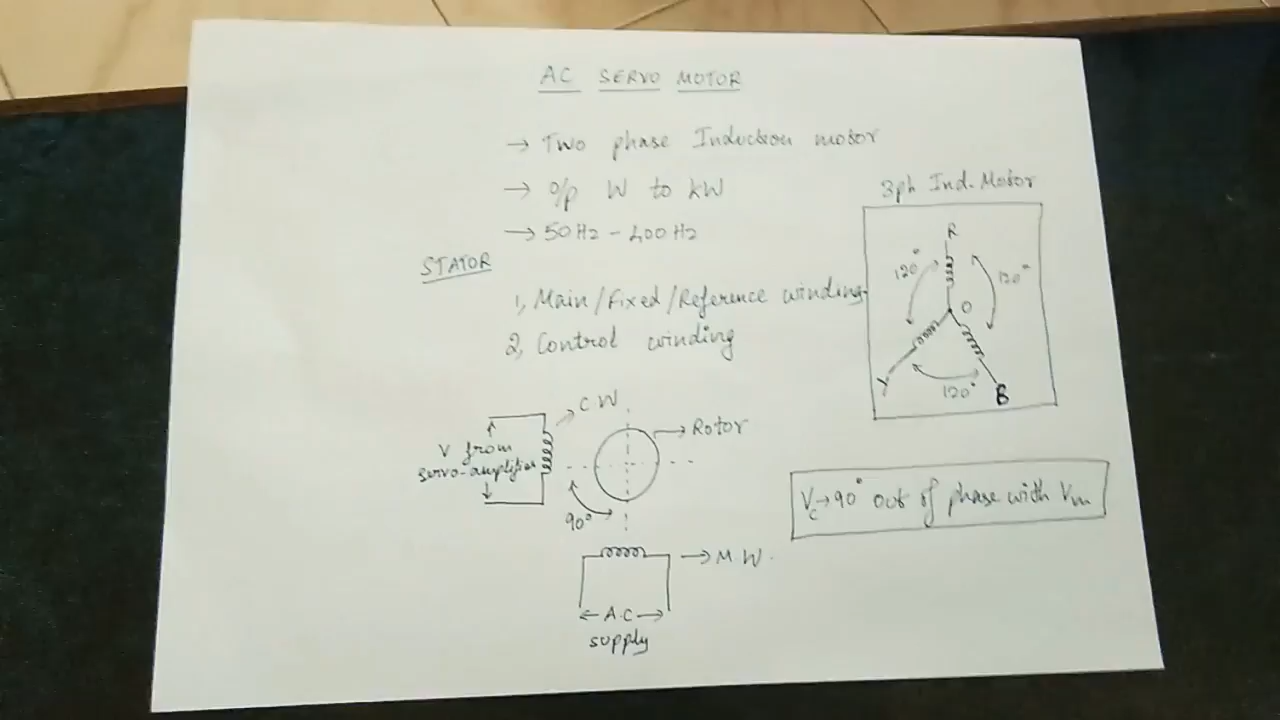 AC SERVO MOTOR
→ Two phase Induction motor
→ o/p W to kW
→ 50 Hz - 400 Hz
STATOR
1, Main/Fixed/Reference winding
2, Control winding
3ph Ind. Motor
R
120°
120°
O
Y
120°
B
→ C W
→ Rotor
V from
servo-amplifier
90°
→ M.W.
← A.C →
supply
Vc → 90° out of phase with Vm